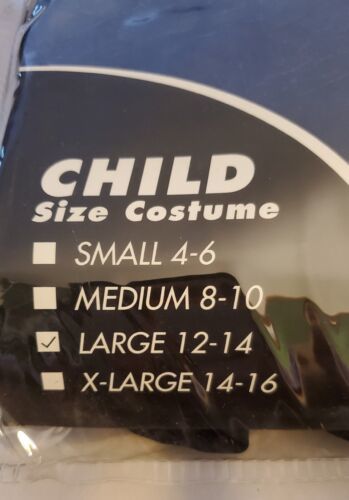 CHILD
Size Costume
SMALL 4-6
MEDIUM 8-10
LARGE 12-14
X-LARGE 14-16